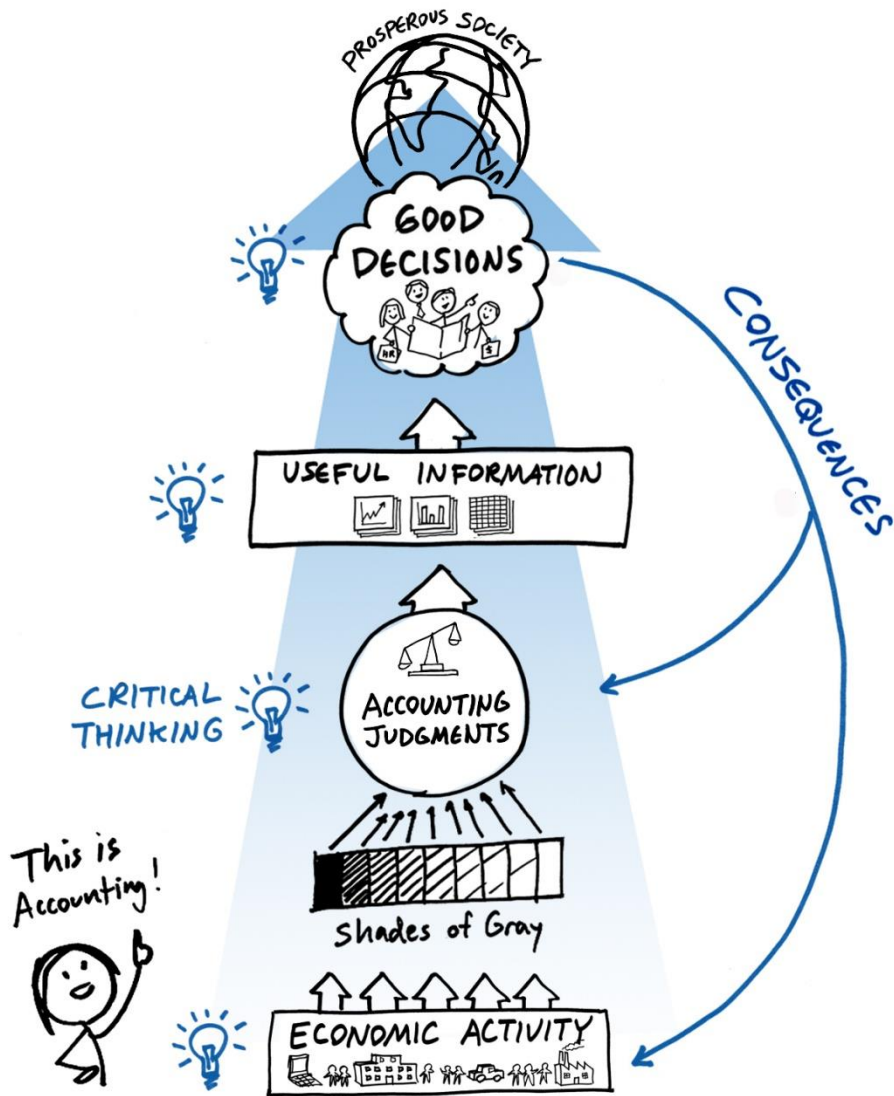 PROSPEROUS SOCIETY
GOOD
DECISIONS
HR
$
CONSEQUENCES
USEFUL INFORMATION
CRITICAL
THINKING
ACCOUNTING
JUDGMENTS
This is
Accounting!
Shades of Gray
ECONOMIC ACTIVITY